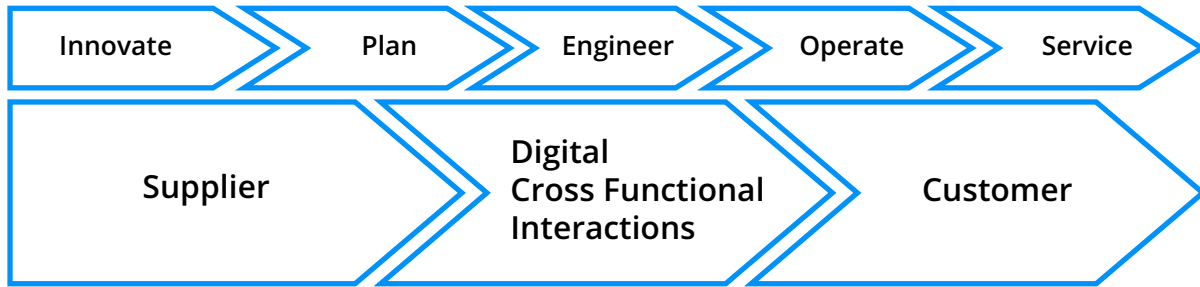 Innovate
Plan
Engineer
Operate
Service
Supplier
Digital
Cross Functional
Interactions
Customer